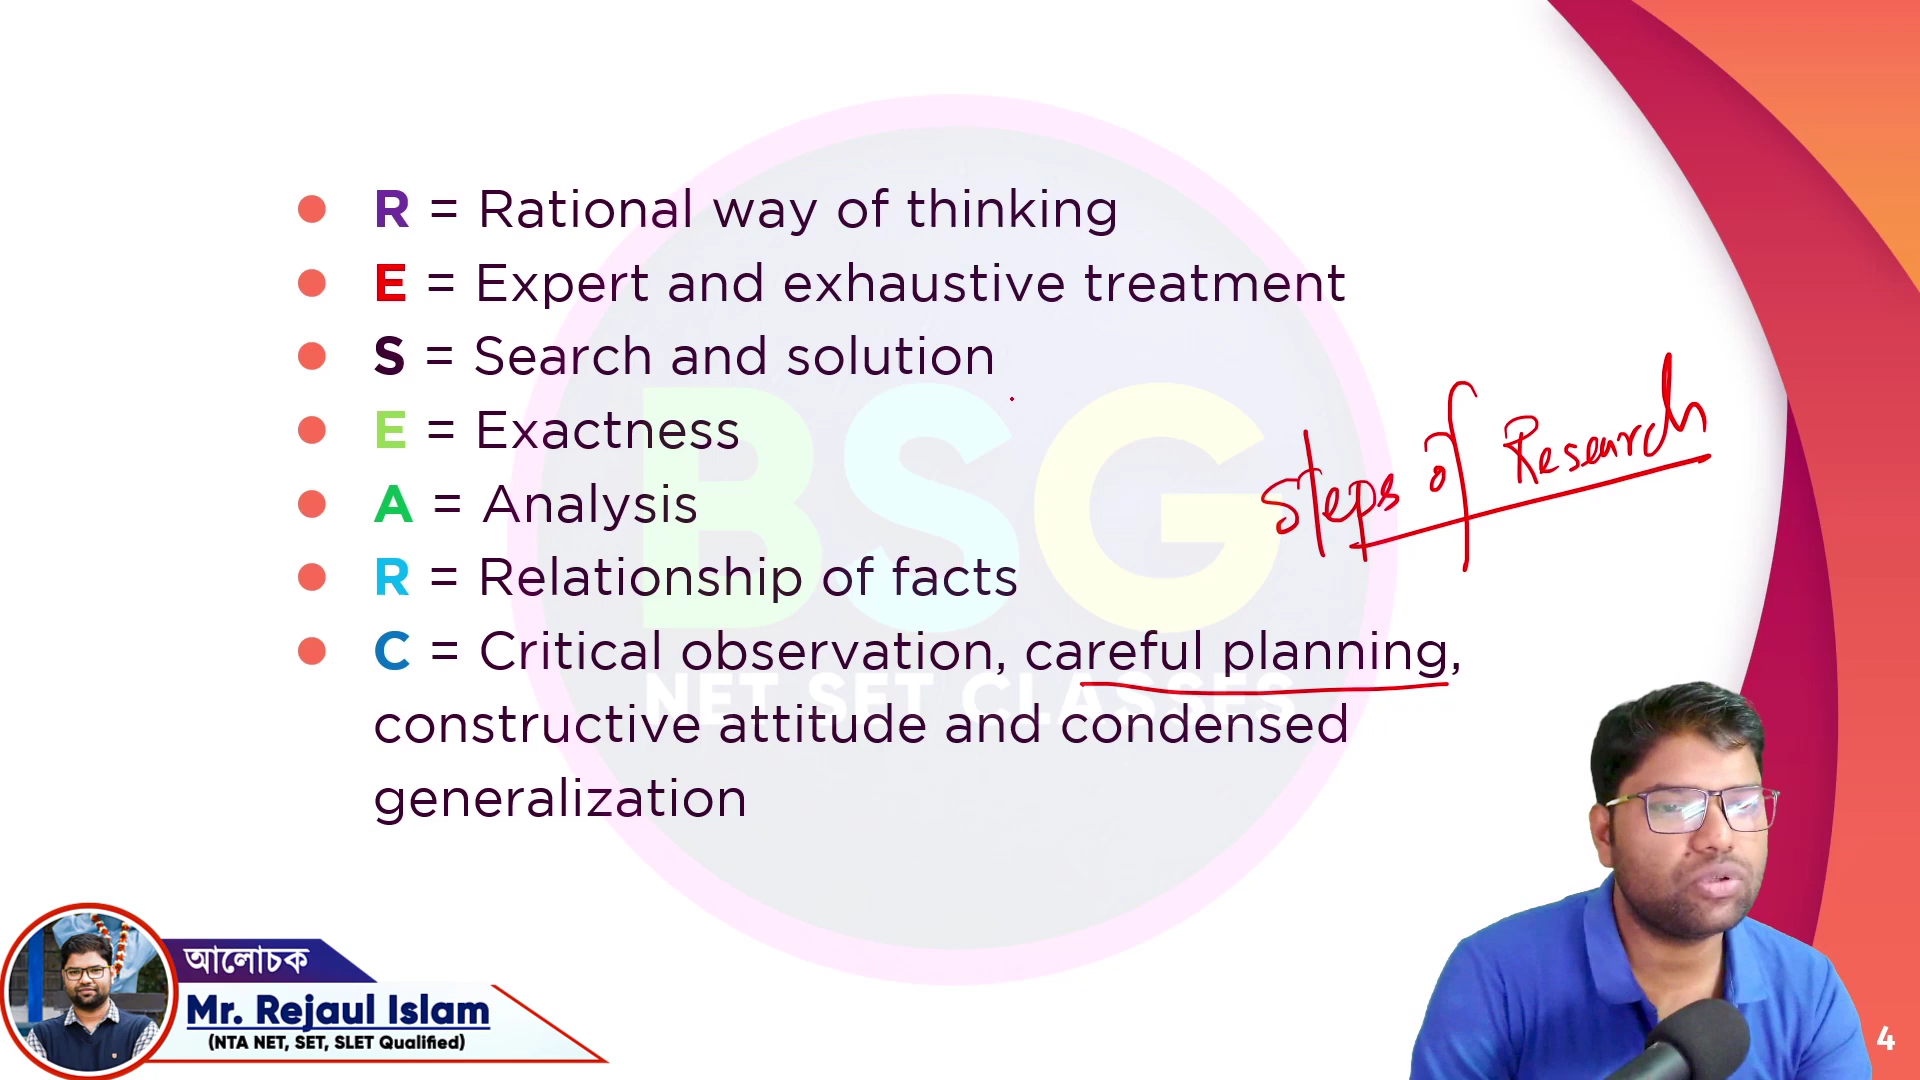 R = Rational way of thinking
E = Expert and exhaustive treatment
S = Search and solution
E = Exactness
A = Analysis
R = Relationship of facts
C = Critical observation, careful planning,
constructive attitude and condensed
generalization
Steps of Research
BSG
NET SET CLASSES
আলোচক
Mr. Rejaul Islam
(NTA NET, SET, SLET Qualified)
4